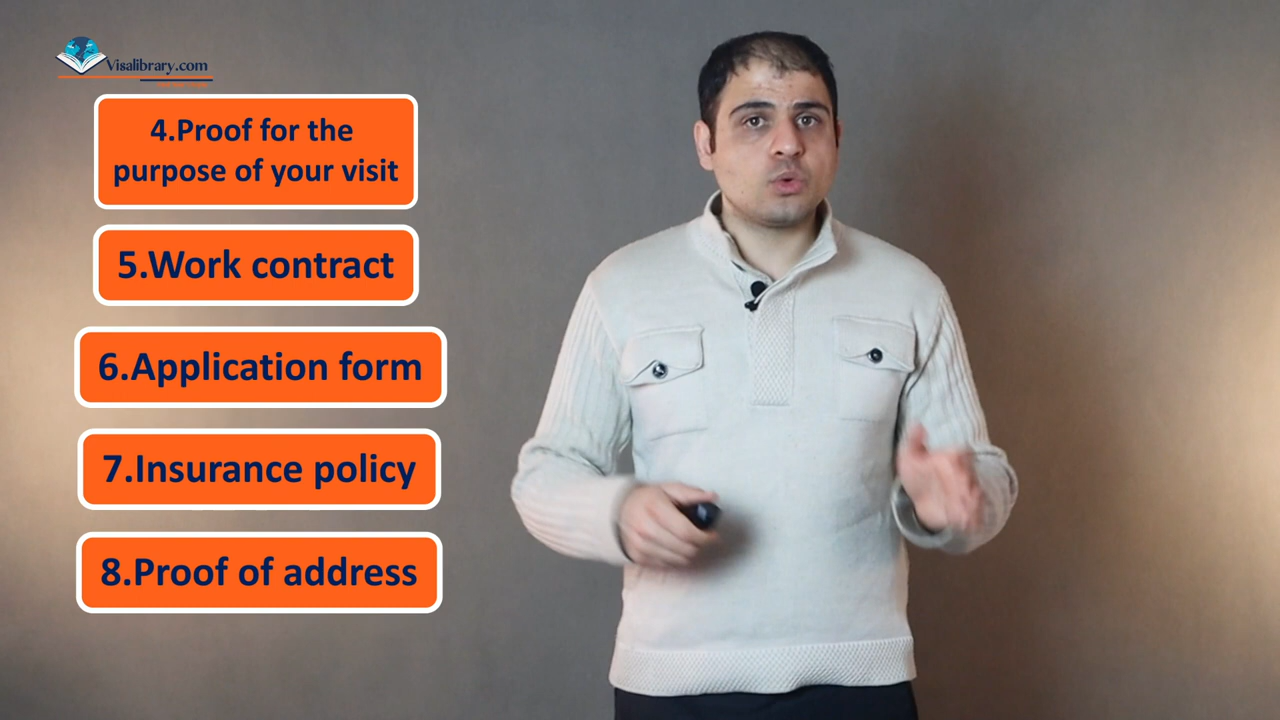 Visalibrary.com
4.Proof for the
purpose of your visit
5.Work contract
6.Application form
7.Insurance policy
8.Proof of address